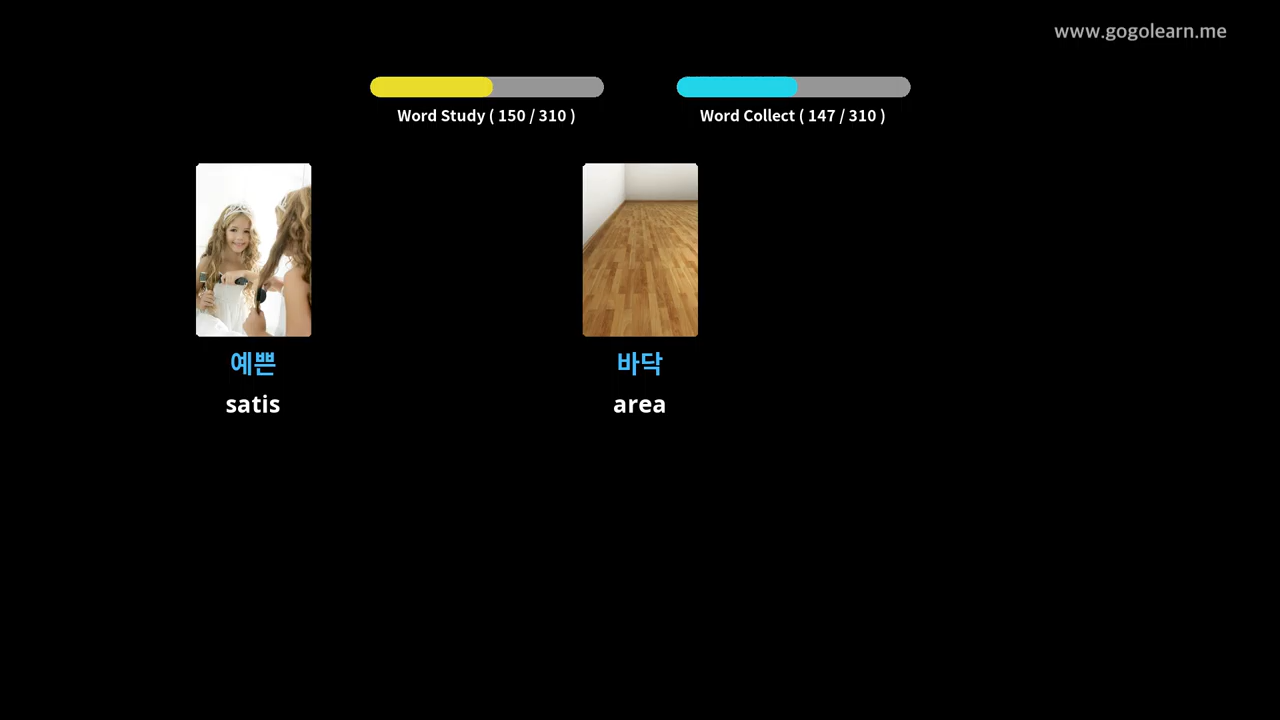 www.gogolearn.me
Word Study ( 150 / 310 )
Word Collect ( 147 / 310 )
예쁜
satis
바닥
area